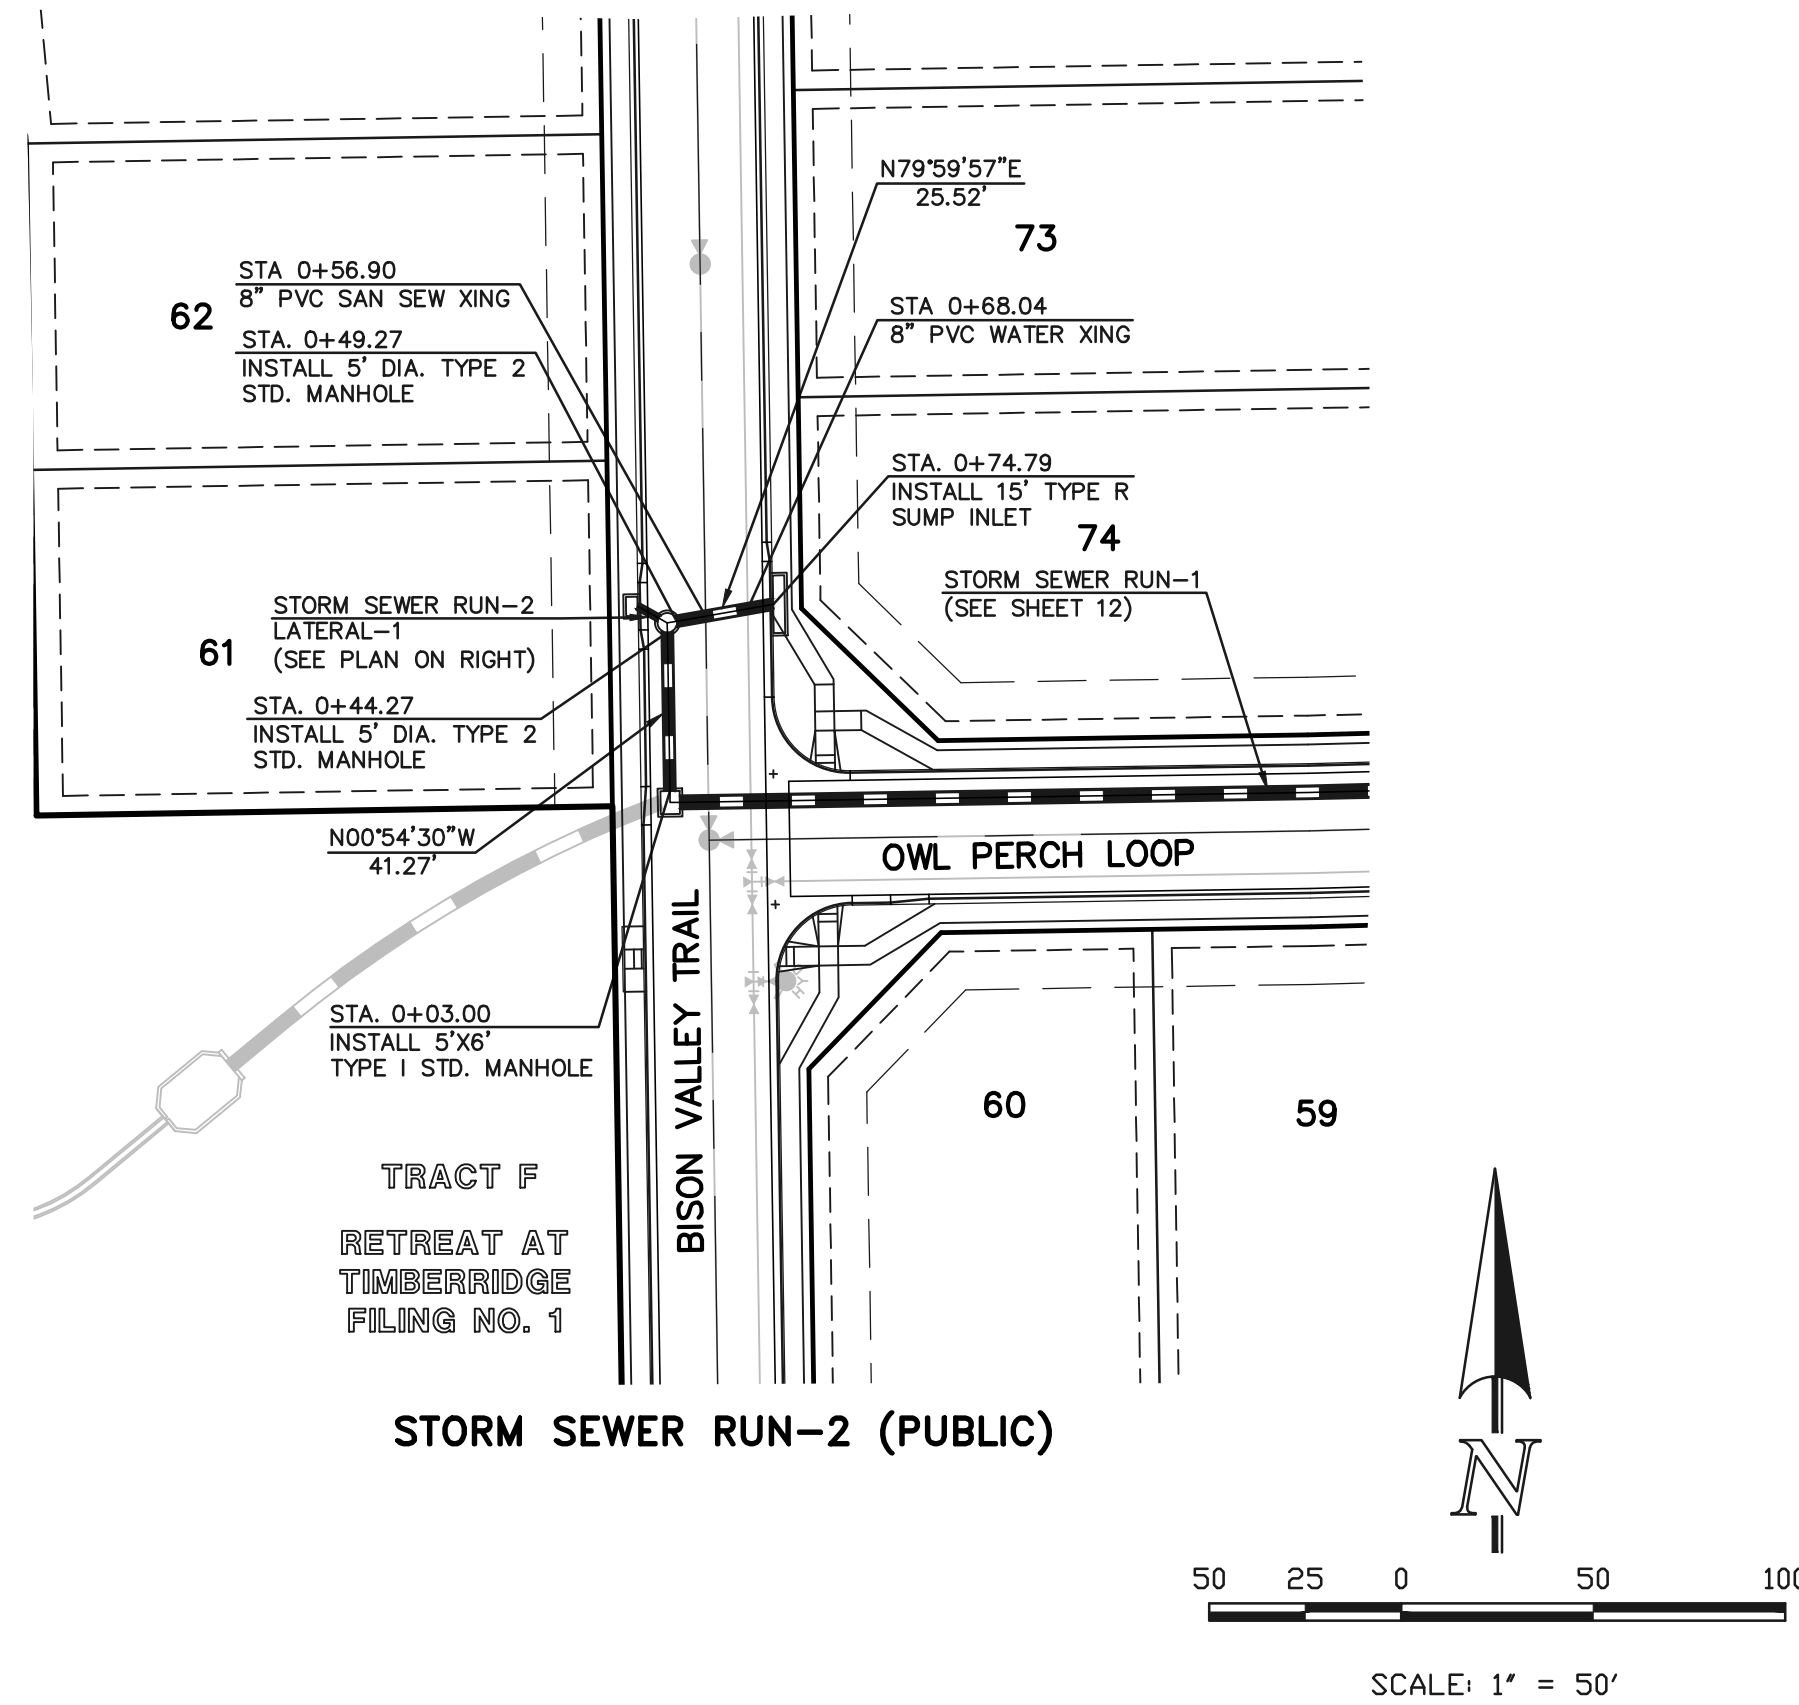 N79°59'57"E
25.52'
73
STA 0+56.90
8" PVC SAN SEW XING
62
STA. 0+49.27
INSTALL 5' DIA. TYPE 2
STD. MANHOLE
STA 0+68.04
8" PVC WATER XING
STA. 0+74.79
INSTALL 15' TYPE R
SUMP INLET
74
STORM SEWER RUN-1
(SEE SHEET 12)
STORM SEWER RUN-2
LATERAL-1
(SEE PLAN ON RIGHT)
61
STA. 0+44.27
INSTALL 5' DIA. TYPE 2
STD. MANHOLE
N00°54'30"W
41.27'
OWL PERCH LOOP
BISON VALLEY TRAIL
STA. 0+03.00
INSTALL 5'X6'
TYPE I STD. MANHOLE
60
59
TRACT F
RETREAT AT
TIMBERRIDGE
FILING NO. 1
STORM SEWER RUN-2 (PUBLIC)
N
50 25 0 50 100
SCALE: 1" = 50'